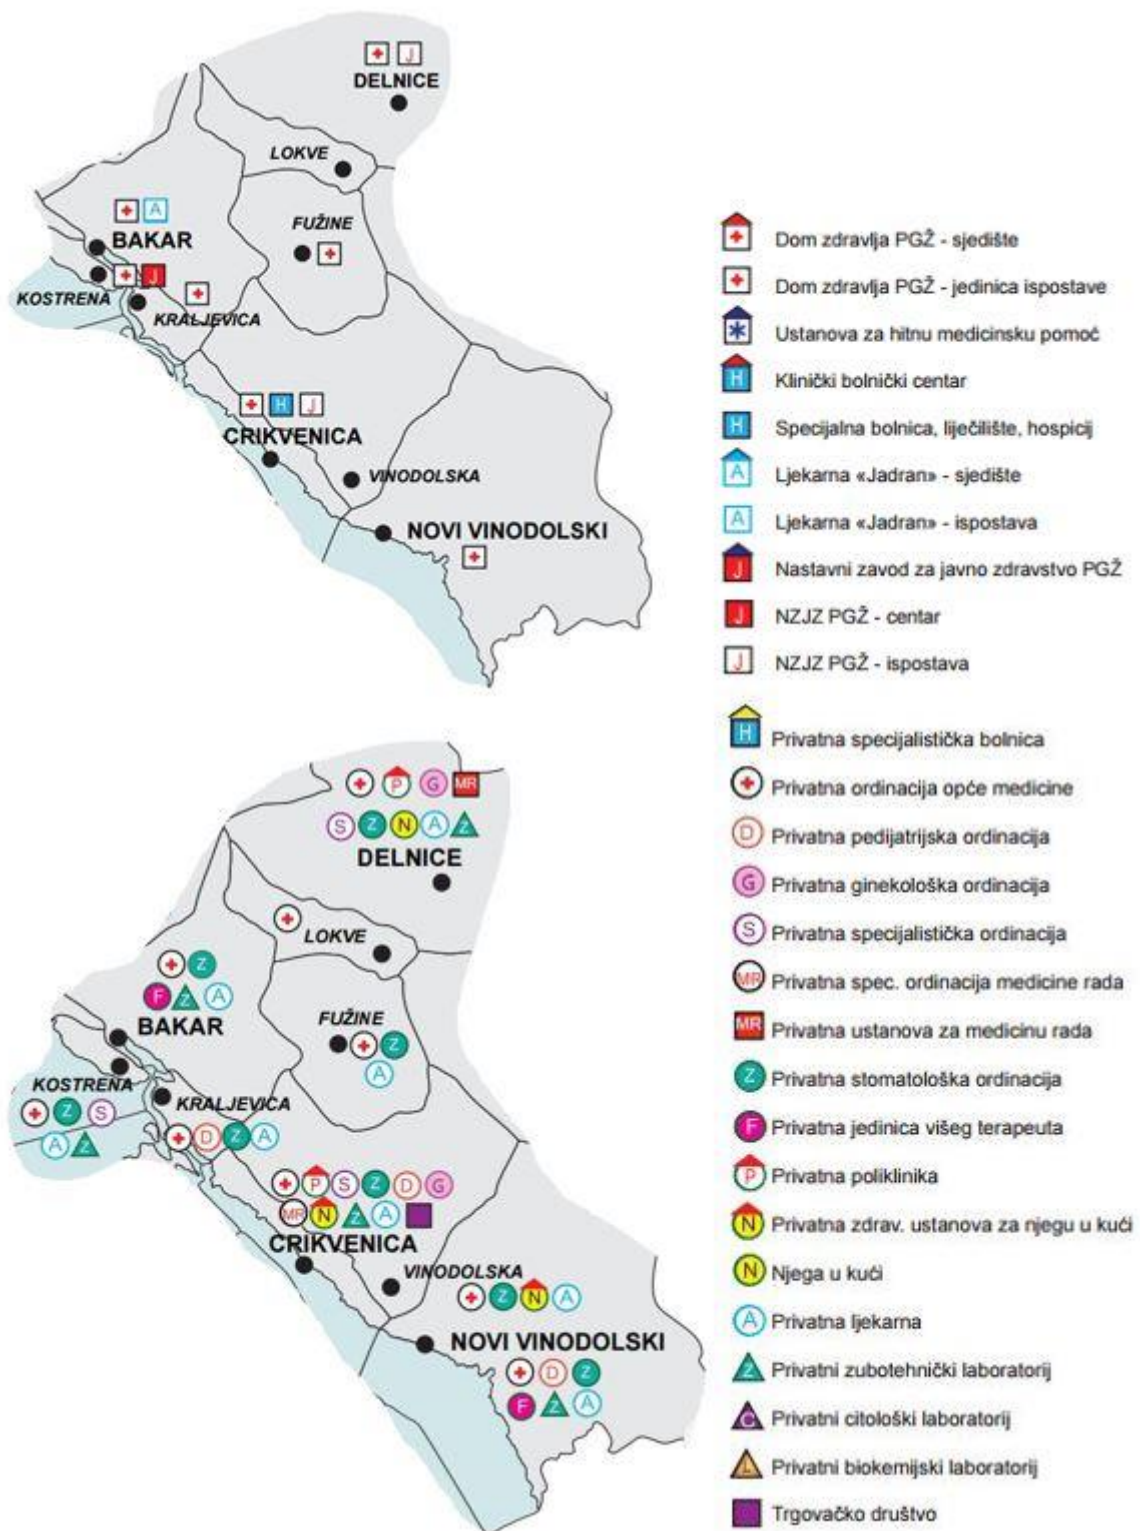 J
DELNICE
LOKVE
FUŽINE
A
BAKAR
J
KOSTRENA
KRALJEVICA
H J
CRIKVENICA
VINODOLSKA
NOVI VINODOLSKI
Dom zdravlja PGŽ - sjedište
Dom zdravlja PGŽ - jedinica ispostave
Ustanova za hitnu medicinsku pomoć
H Klinički bolnički centar
H Specijalna bolnica, liječilište, hospicij
A Ljekarna «Jadran» - sjedište
A Ljekarna «Jadran» - ispostava
J Nastavni zavod za javno zdravstvo PGŽ
J NZJZ PGŽ - centar
J NZJZ PGŽ - ispostava
P G MR
S Z N A Z
DELNICE
LOKVE
Z
F Z A
BAKAR
FUŽINE
Z
A
KOSTRENA
Z S
A Z
KRALJEVICA
D Z A
P S Z D G
MR N Z A
CRIKVENICA
VINODOLSKA
Z N A
NOVI VINODOLSKI
D Z
F Z A
H Privatna specijalistička bolnica
Privatna ordinacija opće medicine
D Privatna pedijatrijska ordinacija
G Privatna ginekološka ordinacija
S Privatna specijalistička ordinacija
MR Privatna spec. ordinacija medicine rada
MR Privatna ustanova za medicinu rada
Z Privatna stomatološka ordinacija
F Privatna jedinica višeg terapeuta
P Privatna poliklinika
N Privatna zdrav. ustanova za njegu u kući
N Njega u kući
A Privatna ljekarna
Z Privatni zubotehnički laboratorij
C Privatni citološki laboratorij
L Privatni biokemijski laboratorij
Trgovačko društvo